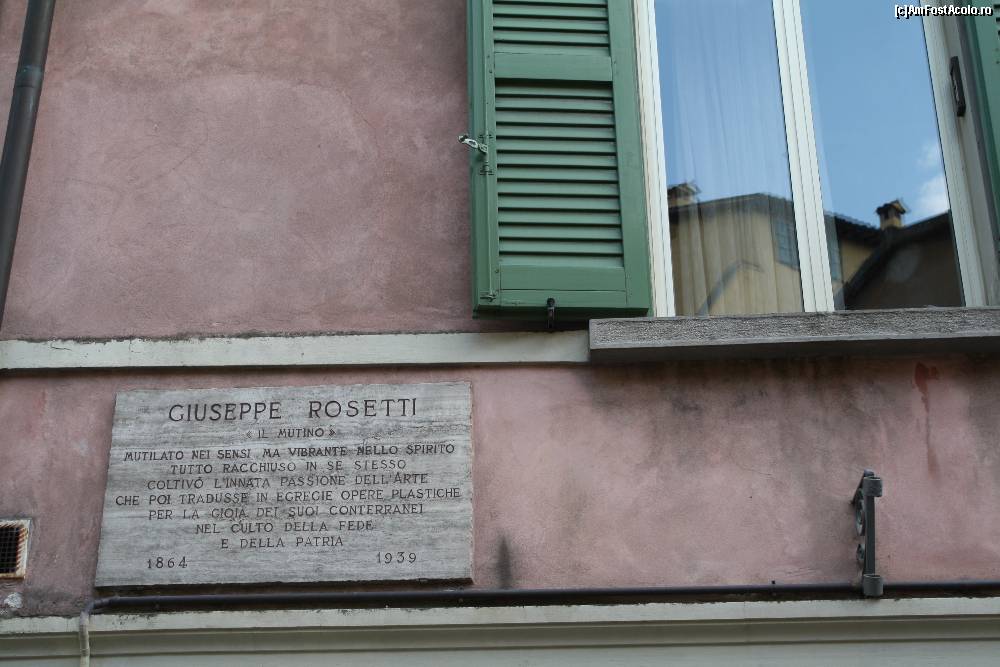 [c]AmFostAcolo.ro
GIUSEPPE ROSETTI
« IL MUTINO »
MUTILATO NEI SENSI MA VIBRANTE NELLO SPIRITO
TUTTO RACCHIUSO IN SE STESSO
COLTIVÒ L'INNATA PASSIONE DELL'ARTE
CHE POI TRADUSSE IN EGREGIE OPERE PLASTICHE
PER LA GIOIA DEI SUOI CONTERRANEI
NEL CULTO DELLA FEDE
E DELLA PATRIA
1864 1939